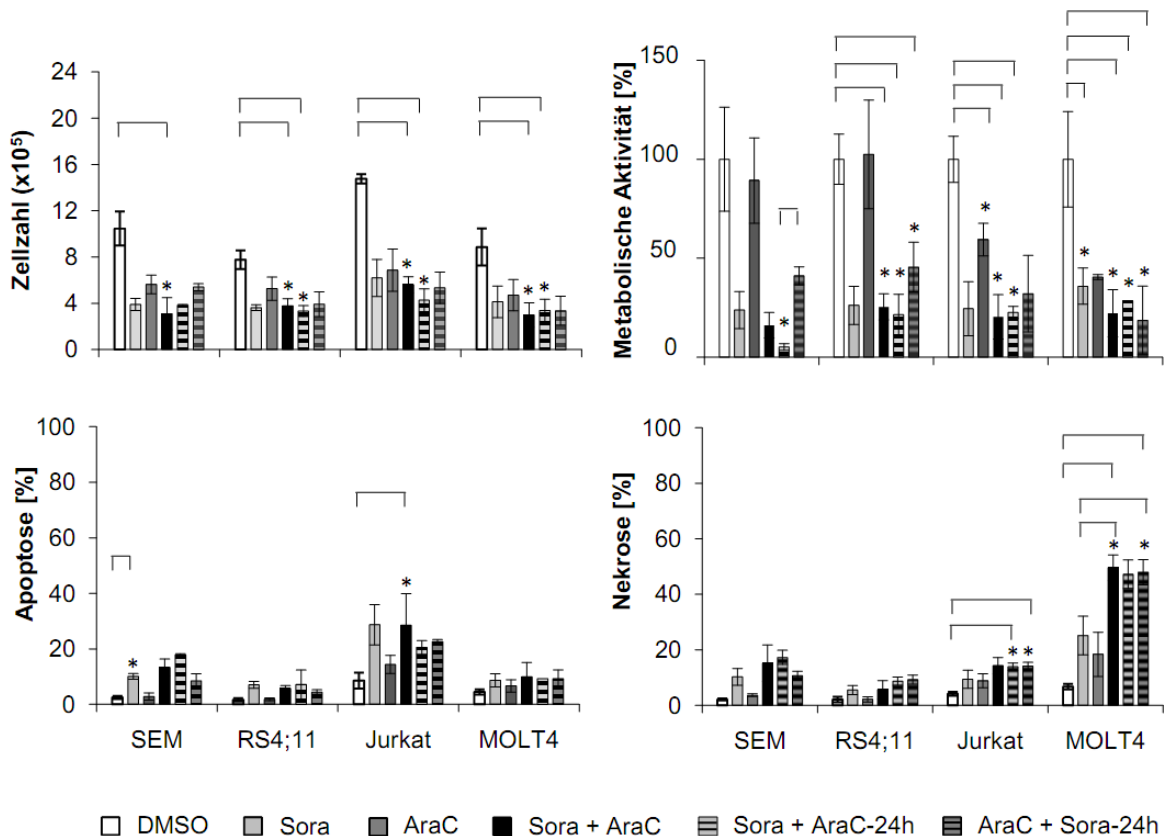 Zellzahl (x10⁵)
24
20
16
12
8
4
0
* * * * * * *
Metabolische Aktivität [%]
150
100
50
0
* * * * * * * * * * * *
Apoptose [%]
100
80
60
40
20
0
* *
SEM RS4;11 Jurkat MOLT4
Nekrose [%]
100
80
60
40
20
0
* * * *
SEM RS4;11 Jurkat MOLT4
DMSO Sora AraC Sora + AraC Sora + AraC-24h AraC + Sora-24h